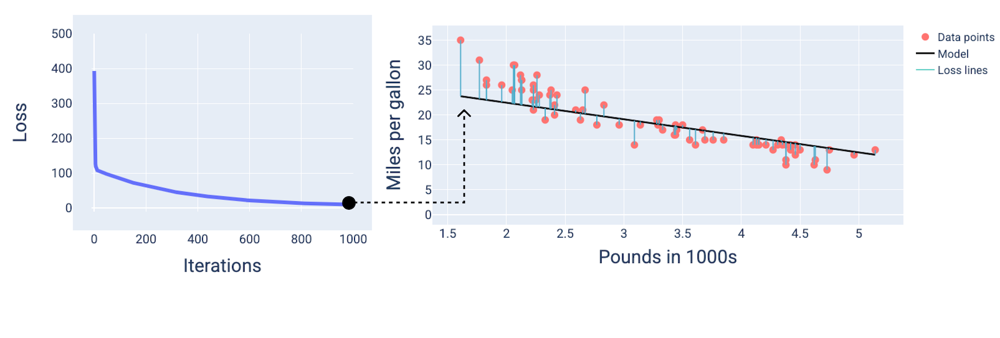 500
400
300
200
100
0
Loss
0 200 400 600 800 1000
Iterations
35
30
25
20
15
10
5
0
Miles per gallon
1.5 2 2.5 3 3.5 4 4.5 5
Pounds in 1000s
Data points
Model
Loss lines